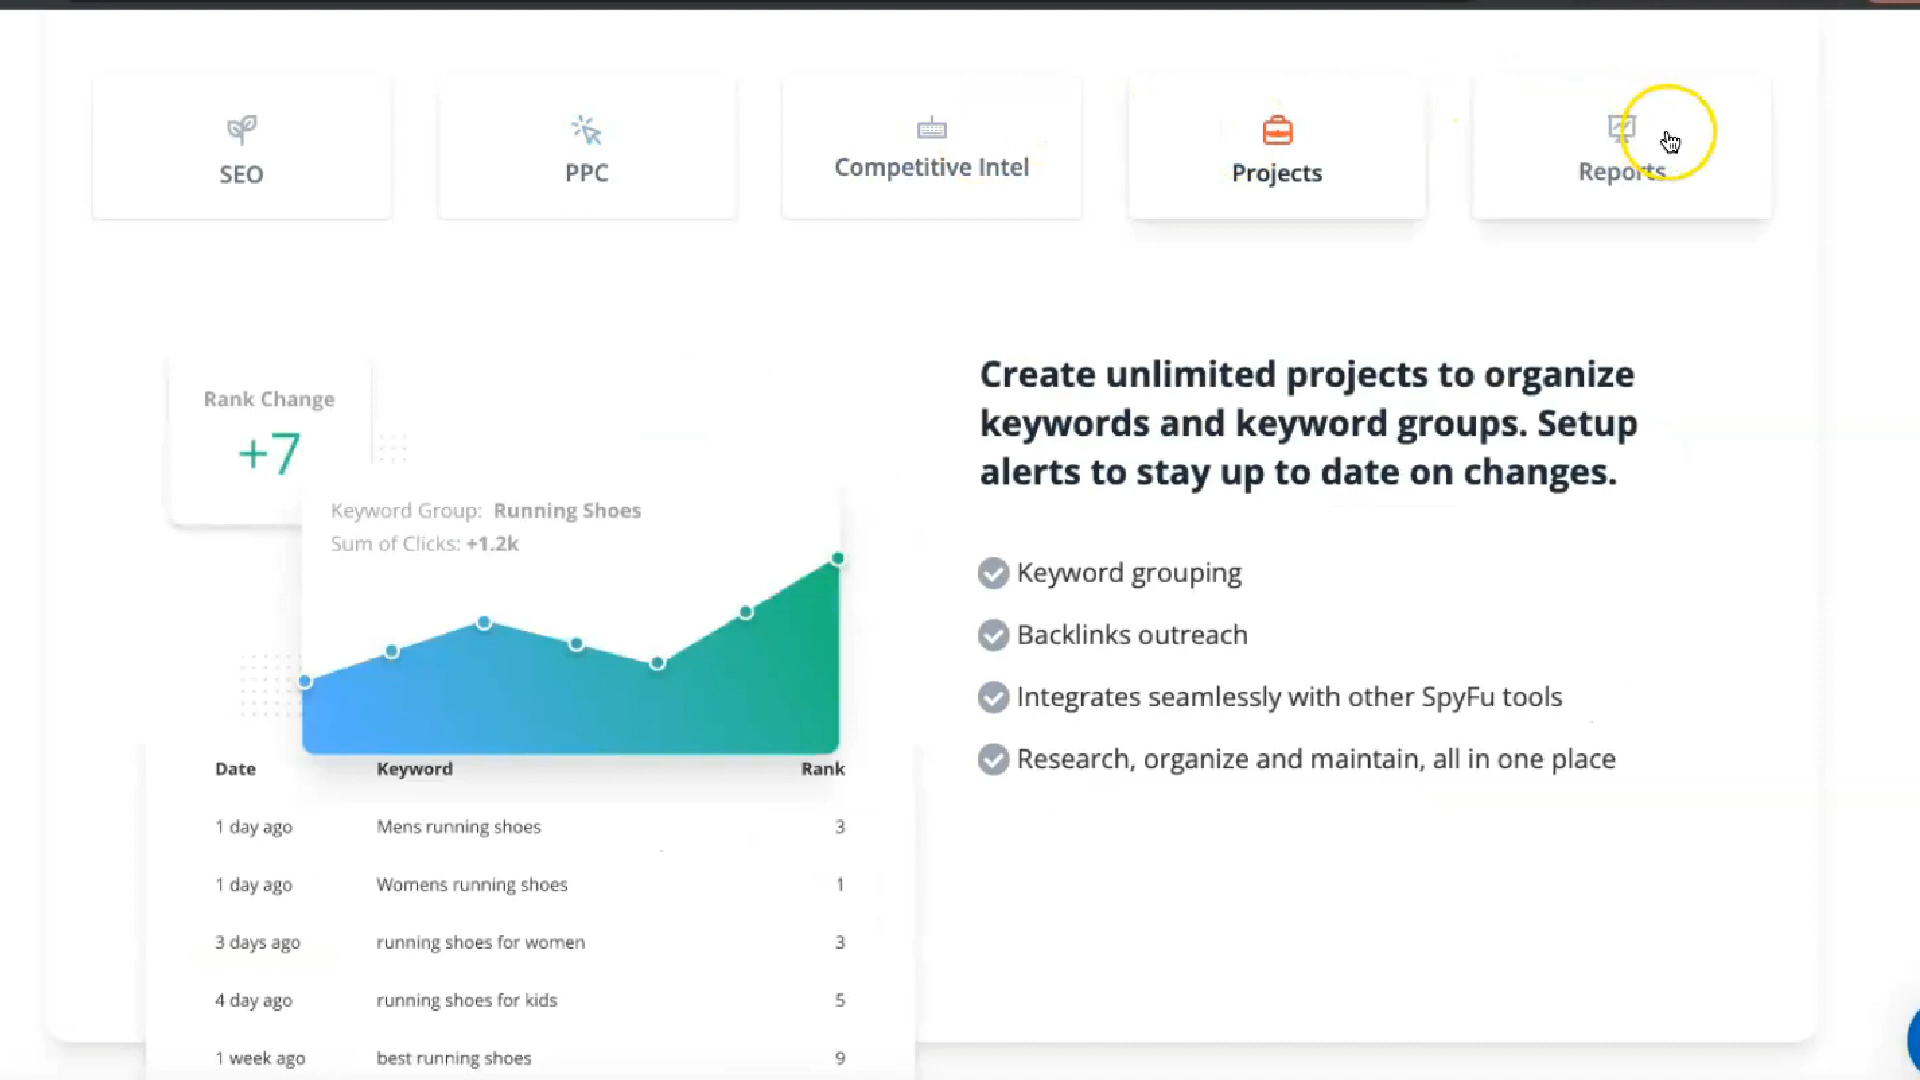 SEO
PPC
Competitive Intel
Projects
Reports
Rank Change
+7
Keyword Group: Running Shoes
Sum of Clicks: +1.2k
Date Keyword Rank
1 day ago Mens running shoes 3
1 day ago Womens running shoes 1
3 days ago running shoes for women 3
4 day ago running shoes for kids 5
1 week ago best running shoes 9
Create unlimited projects to organize
keywords and keyword groups. Setup
alerts to stay up to date on changes.
Keyword grouping
Backlinks outreach
Integrates seamlessly with other SpyFu tools
Research, organize and maintain, all in one place